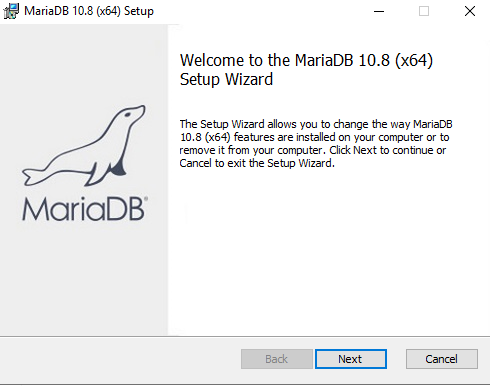 MariaDB 10.8 (x64) Setup
Welcome to the MariaDB 10.8 (x64)
Setup Wizard
The Setup Wizard allows you to change the way MariaDB
10.8 (x64) features are installed on your computer or to
remove it from your computer. Click Next to continue or
Cancel to exit the Setup Wizard.
MariaDB®
Back
Next
Cancel